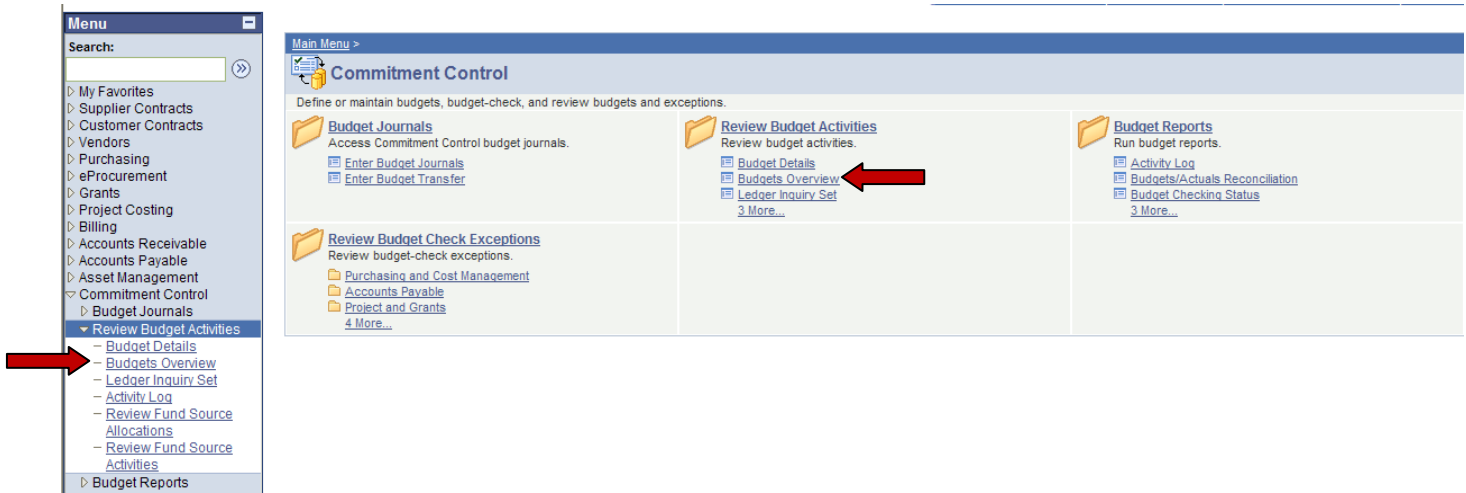 Menu
Search:
My Favorites
Supplier Contracts
Customer Contracts
Vendors
Purchasing
eProcurement
Grants
Project Costing
Billing
Accounts Receivable
Accounts Payable
Asset Management
Commitment Control
Budget Journals
Review Budget Activities
Budget Details
Budgets Overview
Ledger Inquiry Set
Activity Log
Review Fund Source
Allocations
Review Fund Source
Activities
Budget Reports
Main Menu >
Commitment Control
Define or maintain budgets, budget-check, and review budgets and exceptions.
Budget Journals
Access Commitment Control budget journals.
Enter Budget Journals
Enter Budget Transfer
Review Budget Activities
Review budget activities.
Budget Details
Budgets Overview
Ledger Inquiry Set
3 More...
Budget Reports
Run budget reports.
Activity Log
Budgets/Actuals Reconciliation
Budget Checking Status
3 More...
Review Budget Check Exceptions
Review budget-check exceptions.
Purchasing and Cost Management
Accounts Payable
Project and Grants
4 More...